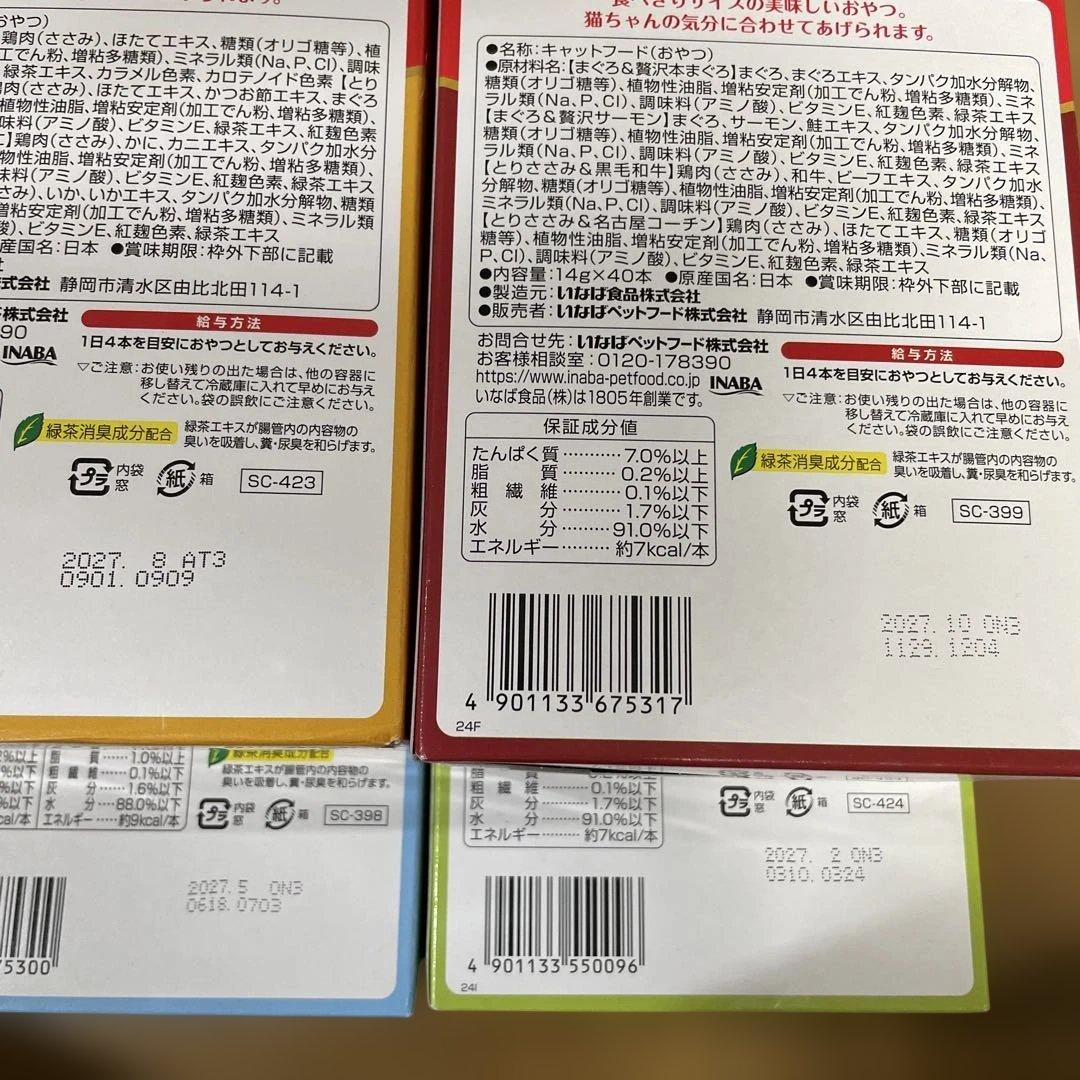 おやつ)
鶏肉(ささみ)、ほたてエキス、糖類(オリゴ糖等)、植
工でん粉、増粘多糖類)、ミネラル類(Na、P、Cl)、調味
緑茶エキス、カラメル色素、カロテノイド色素【とり
肉(ささみ)、ほたてエキス、かつお節エキス、まぐろ
植物性油脂、増粘安定剤(加工でん粉、増粘多糖類)、
味料(アミノ酸)、ビタミンE、緑茶エキス、紅麹色素
に】鶏肉(ささみ)、かに、カニエキス、タンパク加水分
物性油脂、増粘安定剤(加工でん粉、増粘多糖類)、
料(アミノ酸)、ビタミンE、紅麹色素、緑茶エキス
さみ)、いか、いかエキス、タンパク加水分解物、糖類
増粘安定剤(加工でん粉、増粘多糖類)、ミネラル類
)、ビタミンE、紅麹色素、緑茶エキス
産国名:日本 ●賞味期限:枠外下部に記載
式会社 静岡市清水区由比北田114-1
株式会社
90
INABA
給与方法
1日4本を目安におやつとしてお与えください。
▽ご注意:お使い残りの出た場合は、他の容器に
移し替えて冷蔵庫に入れて早めにお与え
ください。袋の誤飲にご注意ください。
緑茶消臭成分配合
緑茶エキスが腸管内の内容物の
臭いを吸着し、糞・尿臭を和らげます。
プラ 内袋 窓 紙 箱 SC-423
2027. 8 AT3
0901. 0909
食べきりサイズの美味しいおやつ。
猫ちゃんの気分に合わせてあげられます。
●名称:キャットフード(おやつ)
●原材料名:【まぐろ&贅沢本まぐろ】まぐろ、まぐろエキス、タンパク加水分解物、
糖類(オリゴ糖等)、植物性油脂、増粘安定剤(加工でん粉、増粘多糖類)、ミネ
ラル類(Na、P、Cl)、調味料(アミノ酸)、ビタミンE、紅麹色素、緑茶エキス
【まぐろ&贅沢サーモン】まぐろ、サーモン、鮭エキス、タンパク加水分解物、
糖類(オリゴ糖等)、植物性油脂、増粘安定剤(加工でん粉、増粘多糖類)、ミネ
ラル類(Na、P、Cl)、調味料(アミノ酸)、ビタミンE、紅麹色素、緑茶エキス
【とりささみ&黒毛和牛】鶏肉(ささみ)、和牛、ビーフエキス、タンパク加水
分解物、糖類(オリゴ糖等)、植物性油脂、増粘安定剤(加工でん粉、増粘多糖類)、
ミネラル類(Na、P、Cl)、調味料(アミノ酸)、ビタミンE、紅麹色素、緑茶エキス
【とりささみ&名古屋コーチン】鶏肉(ささみ)、ほたてエキス、糖類(オリゴ
糖等)、植物性油脂、増粘安定剤(加工でん粉、増粘多糖類)、ミネラル類(Na、
P、Cl)、調味料(アミノ酸)、ビタミンE、紅麹色素、緑茶エキス
●内容量:14g×40本 ●原産国名:日本 ●賞味期限:枠外下部に記載
●製造元:いなば食品株式会社
●販売者:いなばペットフード株式会社 静岡市清水区由比北田114-1
お問合せ先:いなばペットフード株式会社
お客様相談室:0120-178390
https://www.inaba-petfood.co.jp INABA
いなば食品(株)は1805年創業です。
給与方法
1日4本を目安におやつとしてお与えください。
▽ご注意:お使い残りの出た場合は、他の容器に
移し替えて冷蔵庫に入れて早めにお与え
ください。袋の誤飲にご注意ください。
保証成分値
たんぱく質…………7.0%以上
脂質…………0.2%以上
粗繊維…………0.1%以下
灰分…………1.7%以下
水分…………91.0%以下
エネルギー………約7kcal/本
緑茶消臭成分配合
緑茶エキスが腸管内の内容物の
臭いを吸着し、糞・尿臭を和らげます。
プラ 内袋 窓 紙 箱 SC-399
2027. 10 ON3
1129. 1204
4 901133 675317
24F
%以上 脂質……1.0%以上
%以下 粗繊維……0.1%以下
%以下 灰分……1.6%以下
%以下 水分……88.0%以下
kcal/本 エネルギー……約9kcal/本
緑茶消臭成分配合
緑茶エキスが腸管内の内容物の
臭いを吸着し、糞・尿臭を和らげます。
プラ 内袋 窓 紙 箱 SC-398
2027. 5 ON3
0618. 0703
75300
脂質…………0.2%以上
粗繊維…………0.1%以下
灰分…………1.7%以下
水分…………91.0%以下
エネルギー………約7kcal/本
プラ 内袋 窓 紙 箱 SC-424
2027. 2 ON3
0310. 0324
4 901133 550096
24I